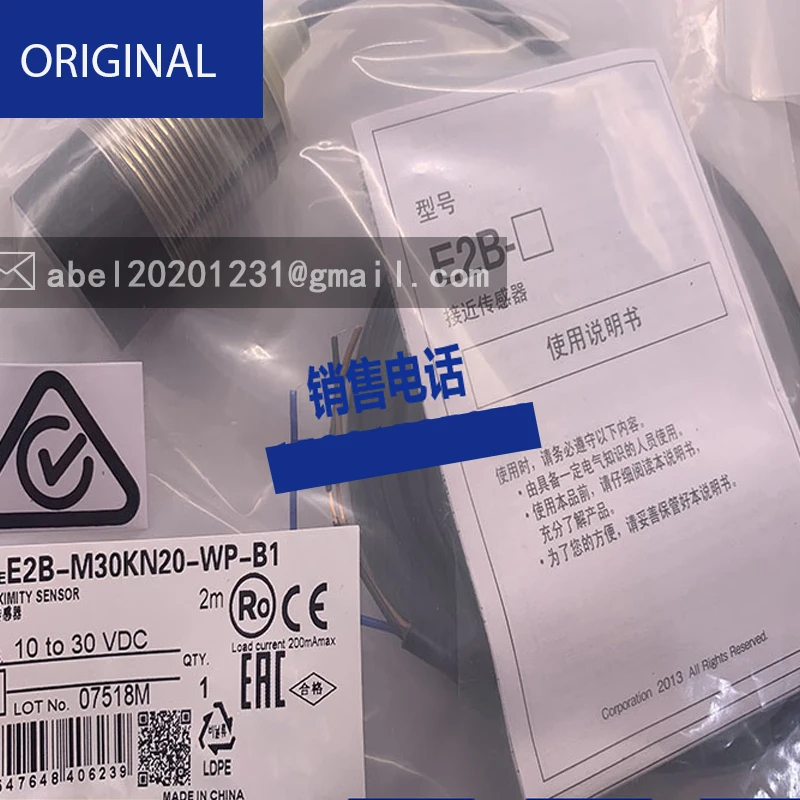 ORIGINAL
型号
E2B-□
接近传感器
使用说明书
abel20201231@gmail.com
销售电话
使用时，请务必遵守以下内容。
・由具备一定电气知识的人员使用。
・使用本品前，请仔细阅读本说明书，
充分了解产品。
・为了您的方便，请妥善保管好本说明书。
Corporation 2013 All Rights Reserved.
E2B-M30KN20-WP-B1
XIMITY SENSOR
感器
2m
10 to 30 VDC
Load current 200mAmax
QTY.
1
LOT No. 07518M
EAC
合格
547648 406239
LDPE
MADE IN CHINA